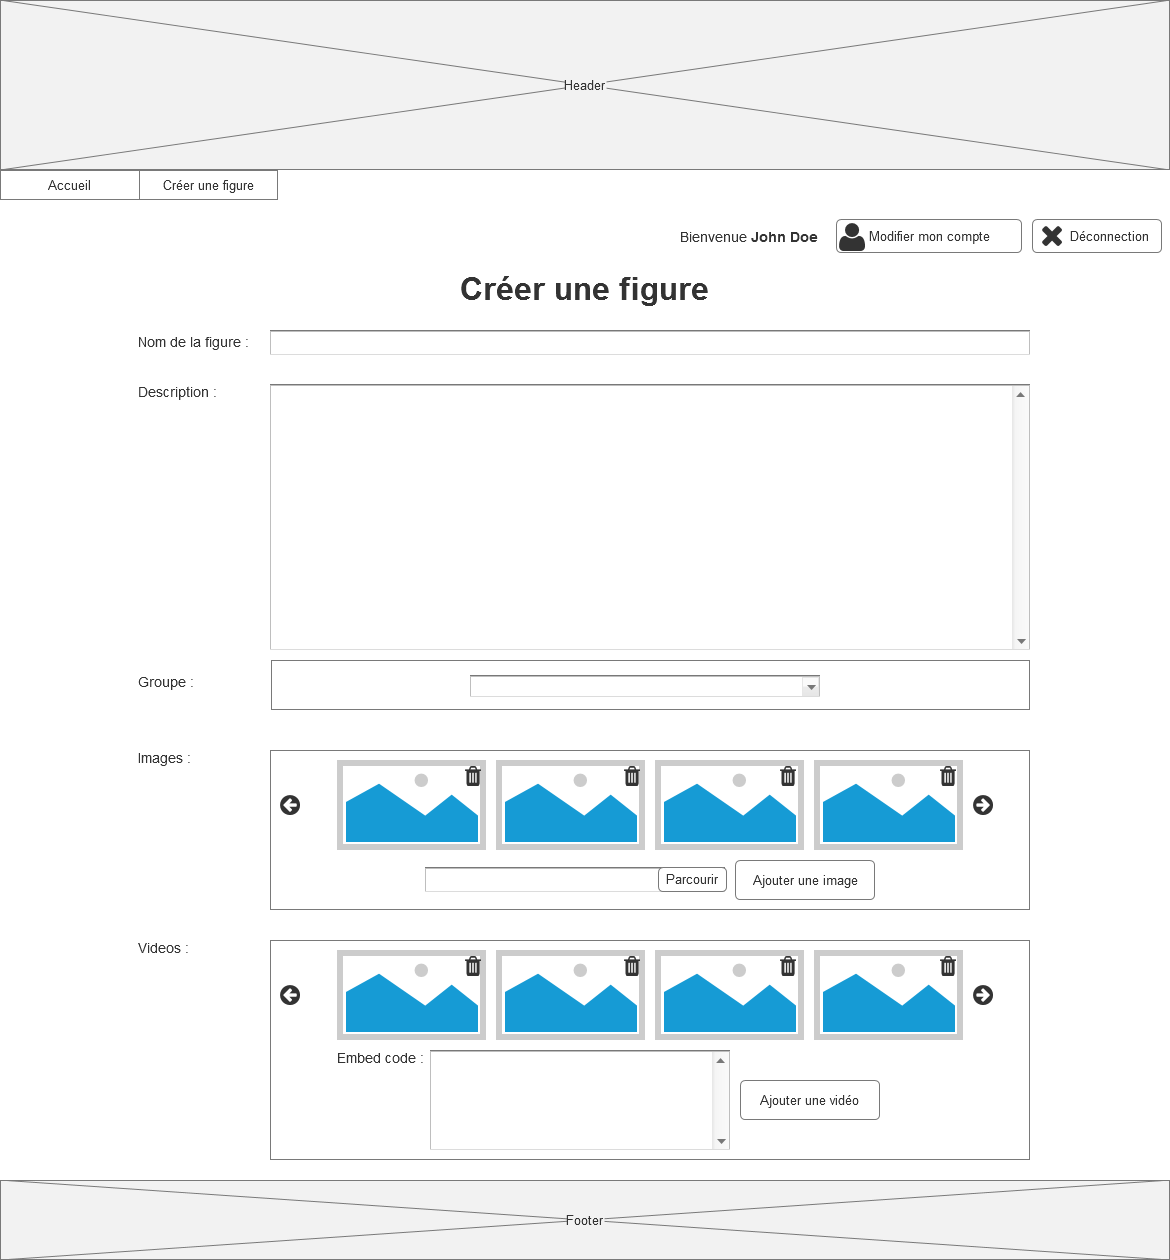 Header
Accueil
Créer une figure
Bienvenue John Doe
Modifier mon compte
Déconnection
Créer une figure
Nom de la figure :
Description :
Groupe :
Images :
Parcourir
Ajouter une image
Videos :
Embed code :
Ajouter une vidéo
Footer